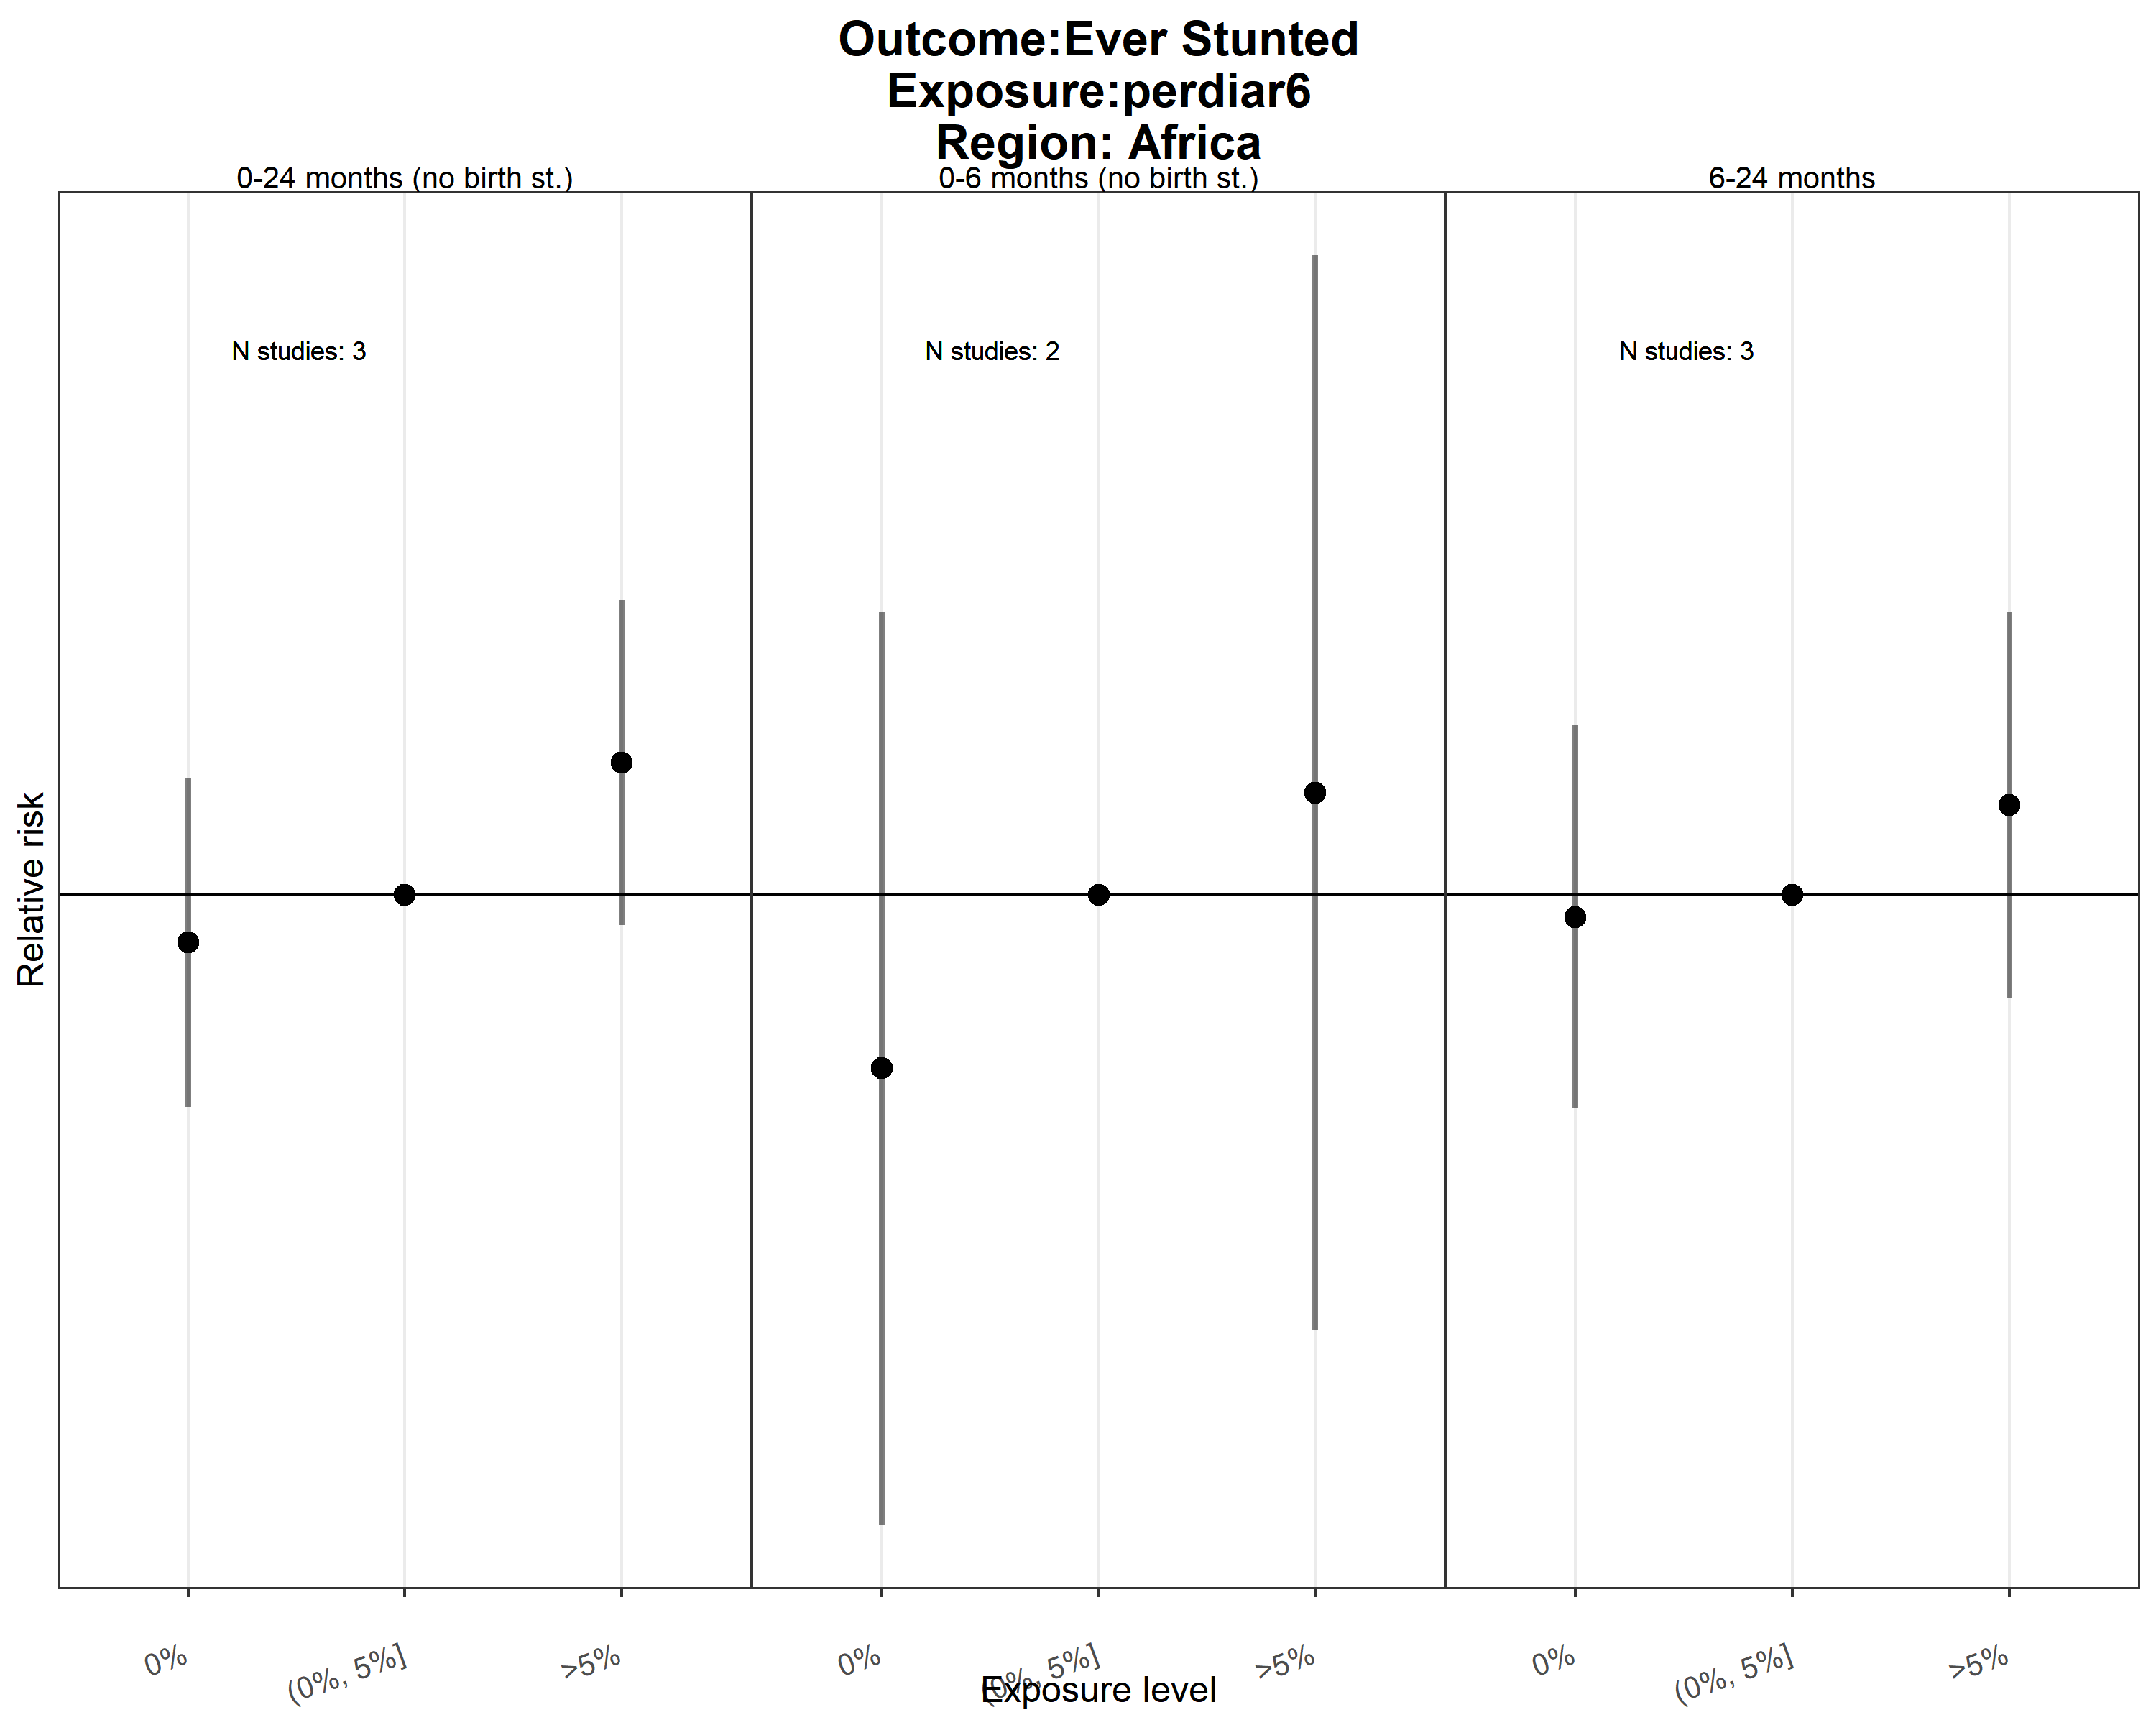 Outcome:Ever Stunted
Exposure:perdiar6
Region: Africa
0-24 months (no birth st.)
0-6 months (no birth st.)
6-24 months
N studies: 3
N studies: 2
N studies: 3
Relative risk
0%
(0%, 5%]
>5%
0%
(0%, 5%]
>5%
0%
(0%, 5%]
>5%
Exposure level